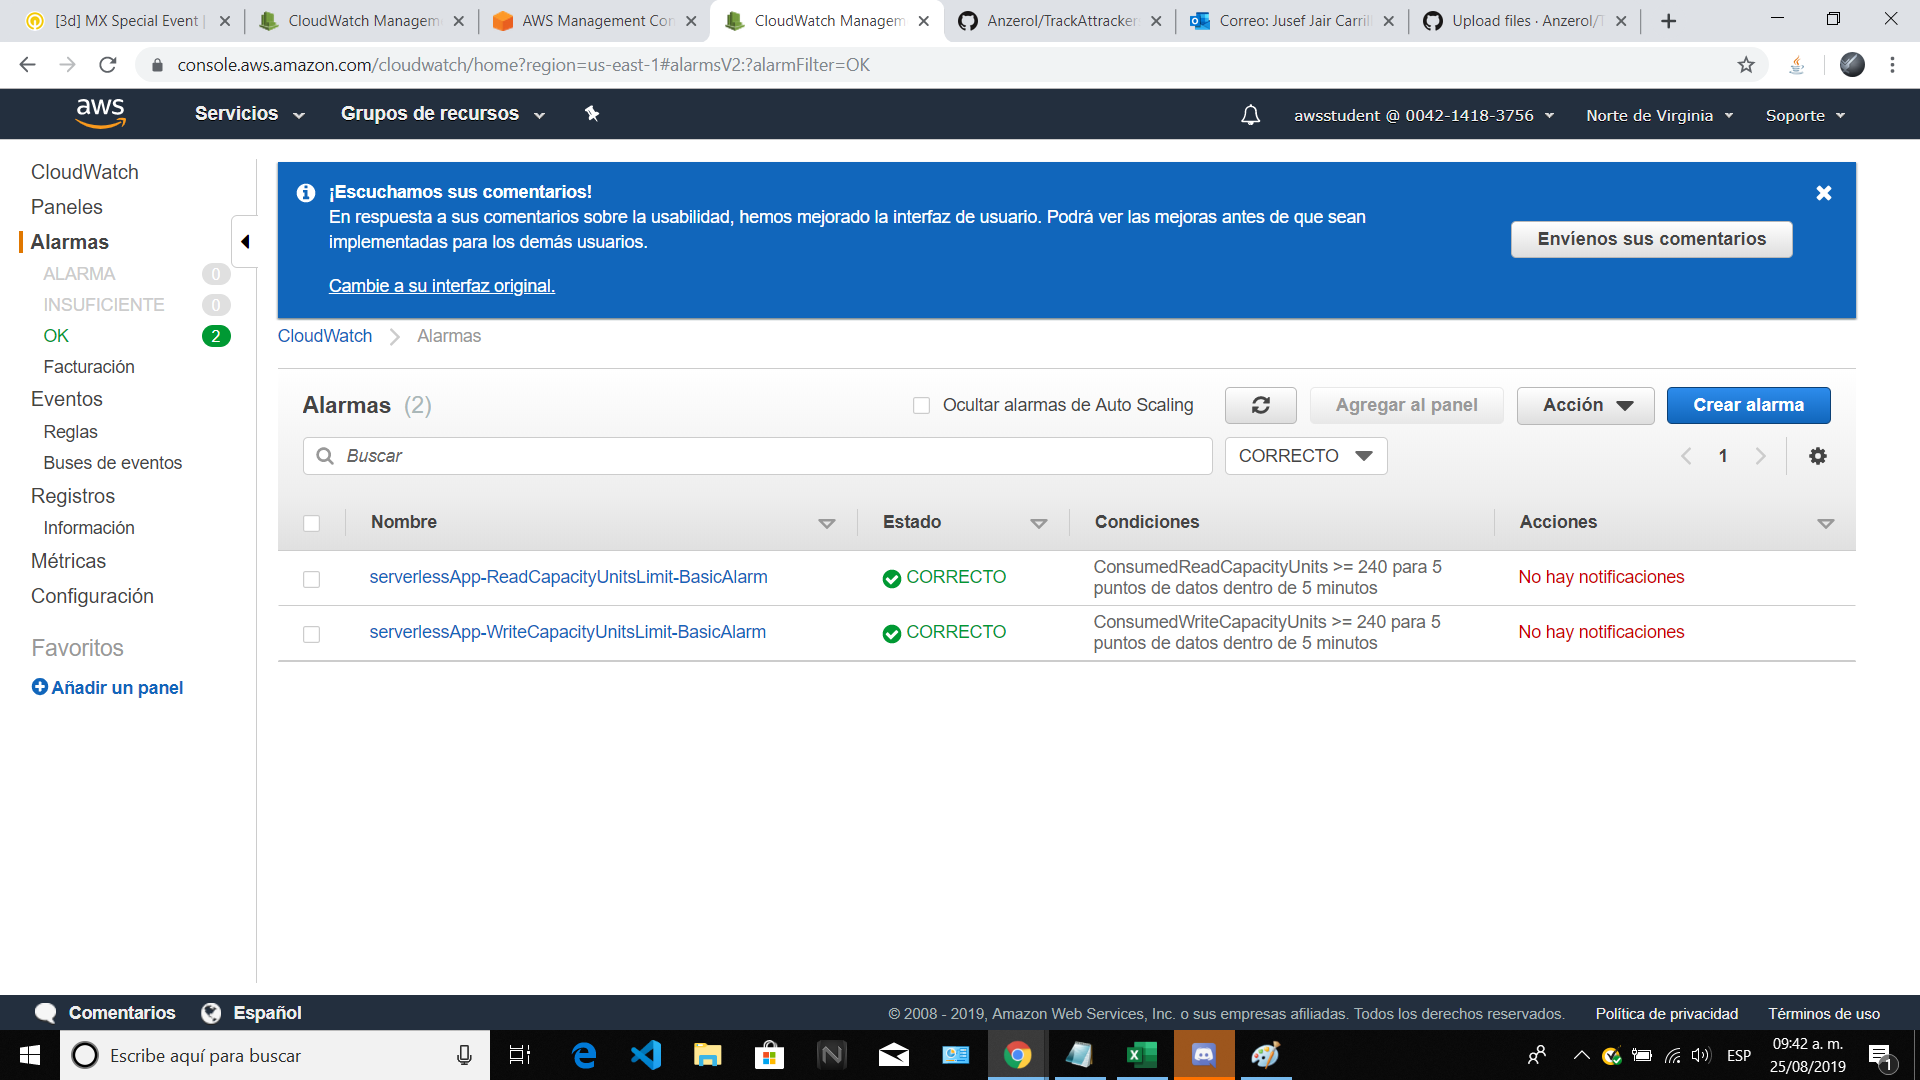 [3d] MX Special Event |
CloudWatch Managem
AWS Management Con
CloudWatch Managem
Anzerol/TrackAttracker
Correo: Jusef Jair Carril
Upload files · Anzerol/T
console.aws.amazon.com/cloudwatch/home?region=us-east-1#alarmsV2:?alarmFilter=OK
aws
Servicios
Grupos de recursos
awsstudent @ 0042-1418-3756
Norte de Virginia
Soporte
CloudWatch
Paneles
Alarmas
ALARMA 0
INSUFICIENTE 0
OK 2
Facturación
Eventos
Reglas
Buses de eventos
Registros
Información
Métricas
Configuración
Favoritos
Añadir un panel
¡Escuchamos sus comentarios!
En respuesta a sus comentarios sobre la usabilidad, hemos mejorado la interfaz de usuario. Podrá ver las mejoras antes de que sean
implementadas para los demás usuarios.
Cambie a su interfaz original.
Envíenos sus comentarios
CloudWatch Alarmas
Alarmas (2)
Ocultar alarmas de Auto Scaling
Agregar al panel
Acción
Crear alarma
Buscar
CORRECTO
1
Nombre Estado Condiciones Acciones
serverlessApp-ReadCapacityUnitsLimit-BasicAlarm
CORRECTO
ConsumedReadCapacityUnits >= 240 para 5
puntos de datos dentro de 5 minutos
No hay notificaciones
serverlessApp-WriteCapacityUnitsLimit-BasicAlarm
CORRECTO
ConsumedWriteCapacityUnits >= 240 para 5
puntos de datos dentro de 5 minutos
No hay notificaciones
Comentarios
Español
© 2008 - 2019, Amazon Web Services, Inc. o sus empresas afiliadas. Todos los derechos reservados.
Política de privacidad
Términos de uso
Escribe aquí para buscar
ESP
09:42 a. m.
25/08/2019
1